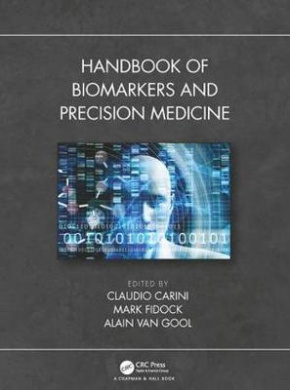 HANDBOOK OF
BIOMARKERS AND
PRECISION MEDICINE
001010101100101
EDITED BY
CLAUDIO CARINI
MARK FIDOCK
ALAIN VAN GOOL
CRC Press
Taylor & Francis Group
A CHAPMAN & HALL BOOK